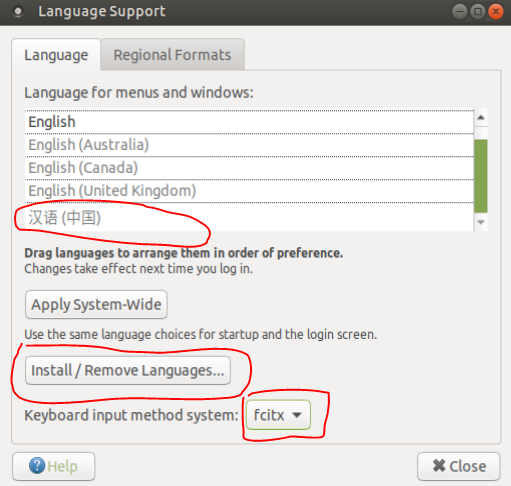 Language Support
Language Regional Formats
Language for menus and windows:
English
English (Australia)
English (Canada)
English (United Kingdom)
汉语 (中国)
Drag languages to arrange them in order of preference.
Changes take effect next time you log in.
Apply System-Wide
Use the same language choices for startup and the login screen.
Install / Remove Languages...
Keyboard input method system: fcitx
Help Close